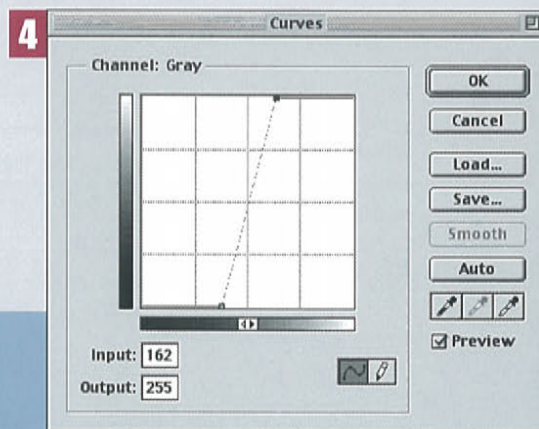 4
Curves
Channel: Gray
OK
Cancel
Load...
Save...
Smooth
Auto
Preview
Input: 162
Output: 255